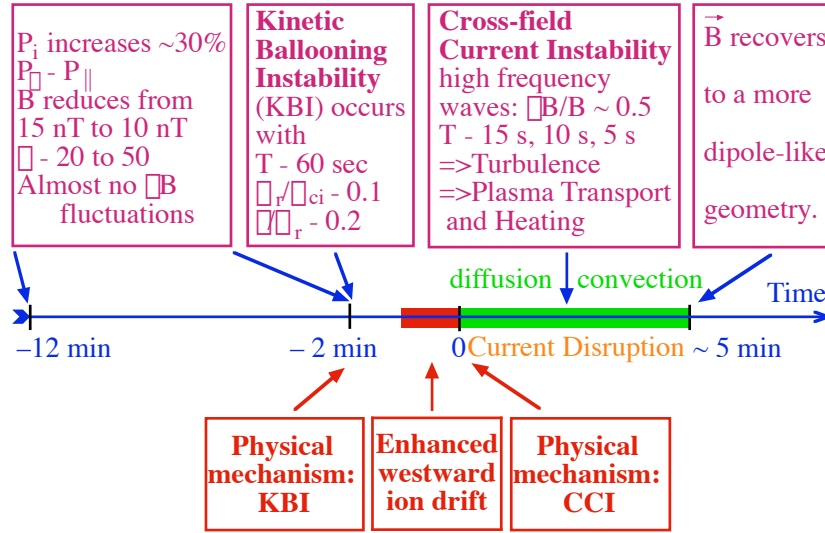 P i increases ~30%
P□ - P||
B reduces from
15 nT to 10 nT
□ - 20 to 50
Almost no □B
fluctuations
Kinetic
Ballooning
Instability
(KBI) occurs
with
T - 60 sec
□r/□ci - 0.1
□/□r - 0.2
Cross-field
Current Instability
high frequency
waves: □B/B ~ 0.5
T - 15 s, 10 s, 5 s
=>Turbulence
=>Plasma Transport
and Heating
B⃗ recovers
to a more
dipole-like
geometry.
diffusion convection
Time
–12 min
– 2 min
0
Current Disruption
~ 5 min
Physical
mechanism:
KBI
Enhanced
westward
ion drift
Physical
mechanism:
CCI